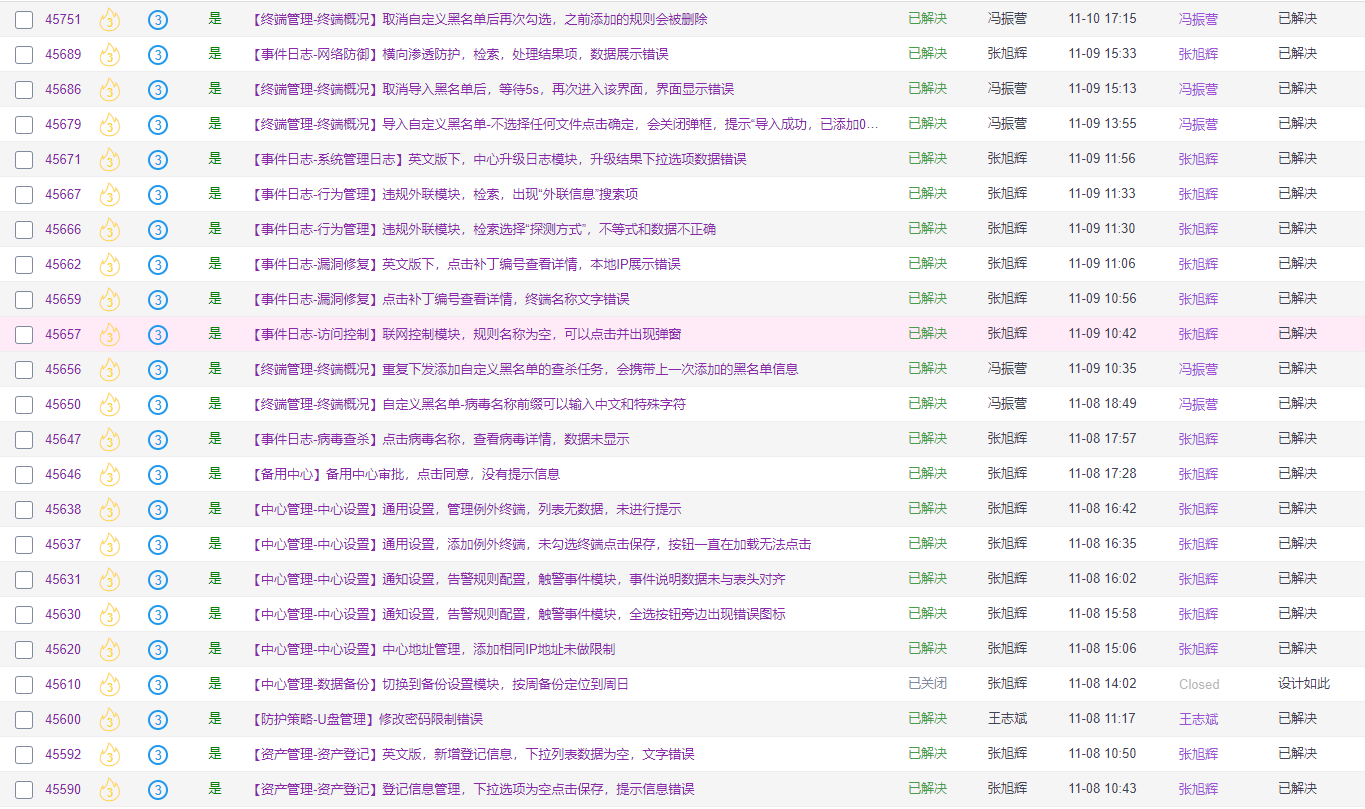 45751 3 3 是 【终端管理-终端概况】取消自定义黑名单后再次勾选，之前添加的规则会被删除 已解决 冯振营 11-10 17:15 冯振营 已解决
45689 3 3 是 【事件日志-网络防御】横向渗透防护，检索，处理结果项，数据展示错误 已解决 张旭辉 11-09 15:33 张旭辉 已解决
45686 3 3 是 【终端管理-终端概况】取消导入黑名单后，等待5s，再次进入该界面，界面显示错误 已解决 冯振营 11-09 15:13 冯振营 已解决
45679 3 3 是 【终端管理-终端概况】导入自定义黑名单-不选择任何文件点击确定，会关闭弹框，提示“导入成功，已添加0... 已解决 冯振营 11-09 13:55 冯振营 已解决
45671 3 3 是 【事件日志-系统管理日志】英文版下，中心升级日志模块，升级结果下拉选项数据错误 已解决 张旭辉 11-09 11:56 张旭辉 已解决
45667 3 3 是 【事件日志-行为管理】违规外联模块，检索，出现“外联信息”搜索项 已解决 张旭辉 11-09 11:33 张旭辉 已解决
45666 3 3 是 【事件日志-行为管理】违规外联模块，检索选择“探测方式”，不等式和数据不正确 已解决 张旭辉 11-09 11:30 张旭辉 已解决
45662 3 3 是 【事件日志-漏洞修复】英文版下，点击补丁编号查看详情，本地IP展示错误 已解决 张旭辉 11-09 11:06 张旭辉 已解决
45659 3 3 是 【事件日志-漏洞修复】点击补丁编号查看详情，终端名称文字错误 已解决 张旭辉 11-09 10:56 张旭辉 已解决
45657 3 3 是 【事件日志-访问控制】联网控制模块，规则名称为空，可以点击并出现弹窗 已解决 张旭辉 11-09 10:42 张旭辉 已解决
45656 3 3 是 【终端管理-终端概况】重复下发添加自定义黑名单的查杀任务，会携带上一次添加的黑名单信息 已解决 冯振营 11-09 10:35 冯振营 已解决
45650 3 3 是 【终端管理-终端概况】自定义黑名单-病毒名称前缀可以输入中文和特殊字符 已解决 冯振营 11-08 18:49 冯振营 已解决
45647 3 3 是 【事件日志-病毒查杀】点击病毒名称，查看病毒详情，数据未显示 已解决 张旭辉 11-08 17:57 张旭辉 已解决
45646 3 3 是 【备用中心】备用中心审批，点击同意，没有提示信息 已解决 张旭辉 11-08 17:28 张旭辉 已解决
45638 3 3 是 【中心管理-中心设置】通用设置，管理例外终端，列表无数据，未进行提示 已解决 张旭辉 11-08 16:42 张旭辉 已解决
45637 3 3 是 【中心管理-中心设置】通用设置，添加例外终端，未勾选终端点击保存，按钮一直在加载无法点击 已解决 张旭辉 11-08 16:35 张旭辉 已解决
45631 3 3 是 【中心管理-中心设置】通知设置，告警规则配置，触警事件模块，事件说明数据未与表头对齐 已解决 张旭辉 11-08 16:02 张旭辉 已解决
45630 3 3 是 【中心管理-中心设置】通知设置，告警规则配置，触警事件模块，全选按钮旁边出现错误图标 已解决 张旭辉 11-08 15:58 张旭辉 已解决
45620 3 3 是 【中心管理-中心设置】中心地址管理，添加相同IP地址未做限制 已解决 张旭辉 11-08 15:06 张旭辉 已解决
45610 3 3 是 【中心管理-数据备份】切换到备份设置模块，按周备份定位到周日 已关闭 张旭辉 11-08 14:02 Closed 设计如此
45600 3 3 是 【防护策略-U盘管理】修改密码限制错误 已解决 王志斌 11-08 11:17 王志斌 已解决
45592 3 3 是 【资产管理-资产登记】英文版，新增登记信息，下拉列表数据为空，文字错误 已解决 张旭辉 11-08 10:50 张旭辉 已解决
45590 3 3 是 【资产管理-资产登记】登记信息管理，下拉选项为空点击保存，提示信息错误 已解决 张旭辉 11-08 10:43 张旭辉 已解决